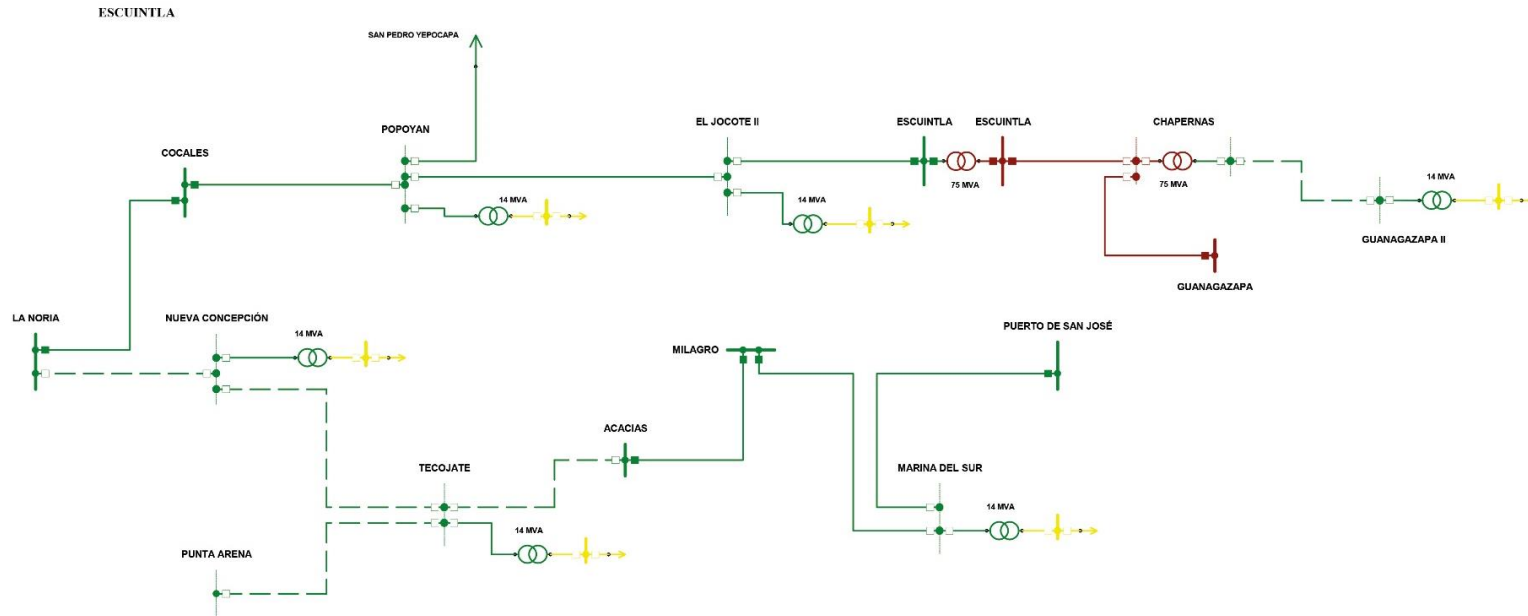 ESCUINTLA
SAN PEDRO YEPOCAPA
POPOYAN
EL JOCOTE II
ESCUINTLA
ESCUINTLA
CHAPERNAS
COCALES
75 MVA
75 MVA
14 MVA
14 MVA
14 MVA
GUANAGAZAPA II
GUANAGAZAPA
LA NORIA
NUEVA CONCEPCIÓN
14 MVA
MILAGRO
PUERTO DE SAN JOSÉ
ACACIAS
TECOJATE
MARINA DEL SUR
14 MVA
14 MVA
PUNTA ARENA